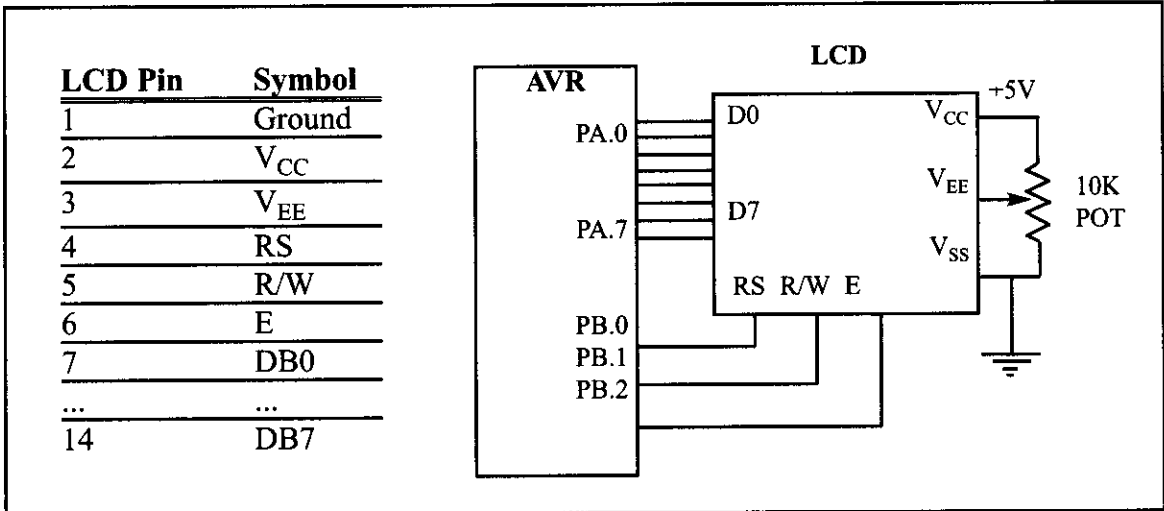 LCD Pin Symbol
1 Ground
2 VCC
3 VEE
4 RS
5 R/W
6 E
7 DB0
... ...
14 DB7
AVR
PA.0
PA.7
PB.0
PB.1
PB.2
LCD
D0
D7
RS R/W E
VCC
VEE
VSS
+5V
10K
POT